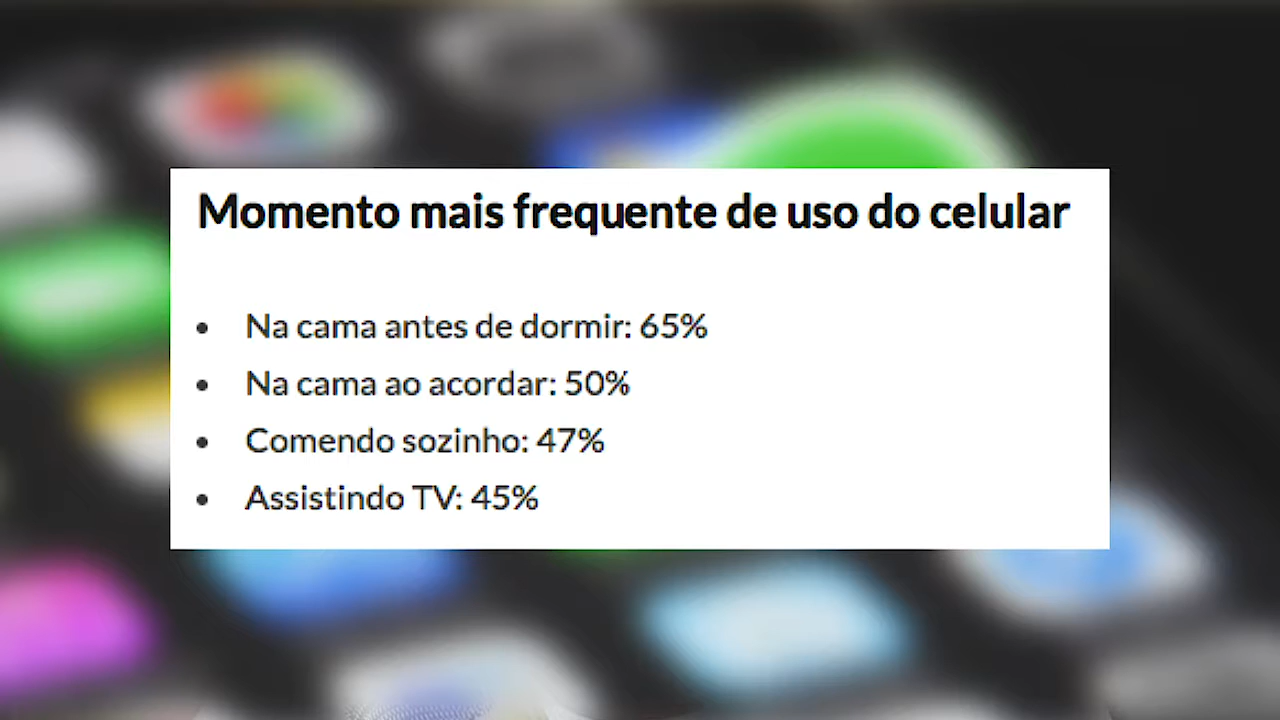 Momento mais frequente de uso do celular
• Na cama antes de dormir: 65%
• Na cama ao acordar: 50%
• Comendo sozinho: 47%
• Assistindo TV: 45%